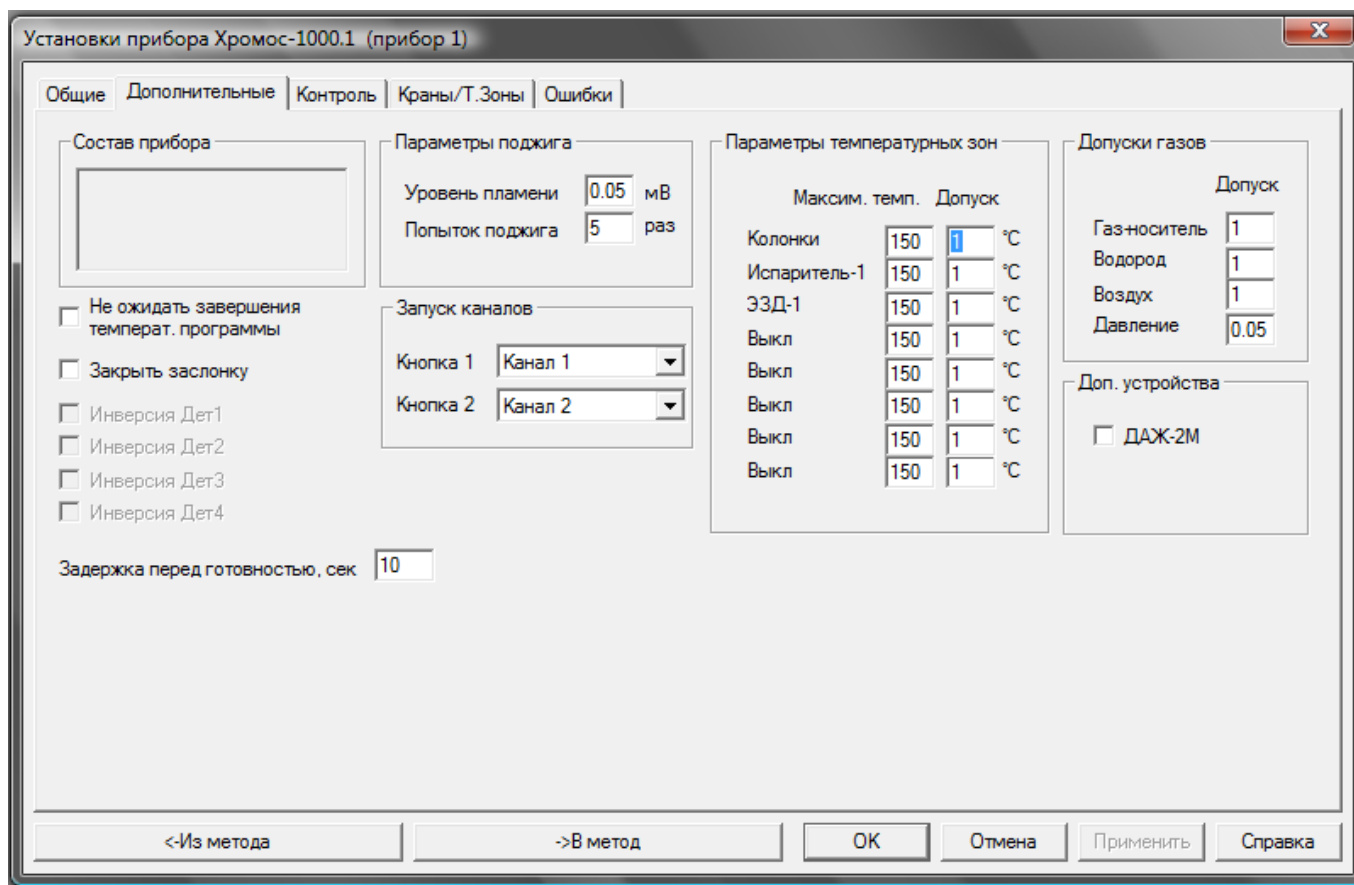 Установки прибора Хромос-1000.1 (прибор 1)
Общие Дополнительные Контроль Краны/Т.Зоны Ошибки
Состав прибора
Не ожидать завершения
температ. программы
Закрыть заслонку
Инверсия Дет1
Инверсия Дет2
Инверсия Дет3
Инверсия Дет4
Задержка перед готовностью, сек 10
Параметры поджига
Уровень пламени 0.05 мВ
Попыток поджига 5 раз
Запуск каналов
Кнопка 1 Канал 1
Кнопка 2 Канал 2
Параметры температурных зон
Максим. темп. Допуск
Колонки 150 1 °C
Испаритель-1 150 1 °C
ЭЗД-1 150 1 °C
Выкл 150 1 °C
Выкл 150 1 °C
Выкл 150 1 °C
Выкл 150 1 °C
Выкл 150 1 °C
Допуски газов
Допуск
Газ-носитель 1
Водород 1
Воздух 1
Давление 0.05
Доп. устройства
ДАЖ-2М
<-Из метода ->В метод OK Отмена Применить Справка